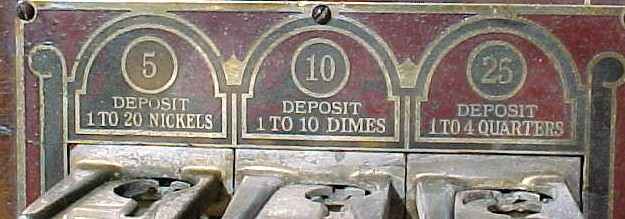 5
DEPOSIT
1 TO 20 NICKELS
10
DEPOSIT
1 TO 10 DIMES
25
DEPOSIT
1 TO 4 QUARTERS